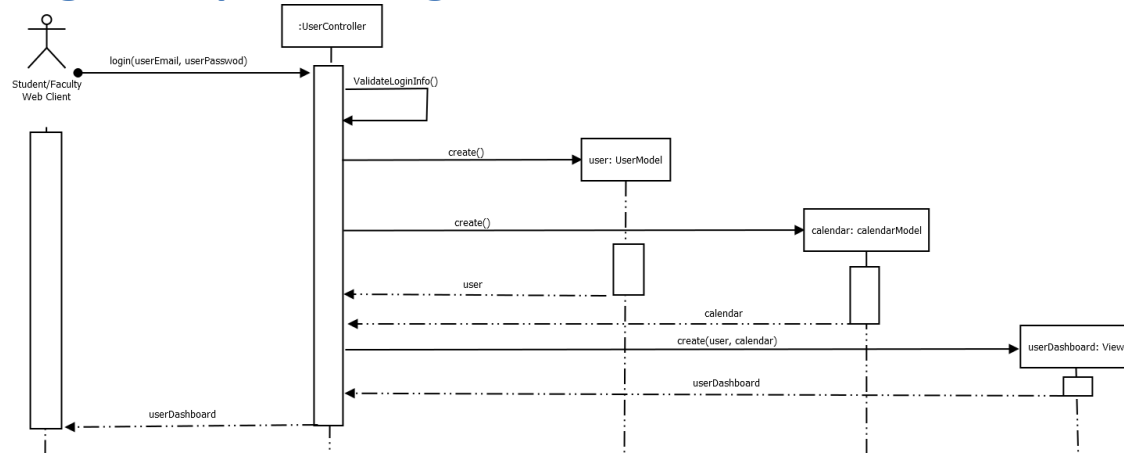 :UserController
login(userEmail, userPasswod)
ValidateLoginInfo()
Student/Faculty
Web Client
create()
user: UserModel
create()
calendar: calendarModel
user
calendar
create(user, calendar)
userDashboard: View
userDashboard
userDashboard